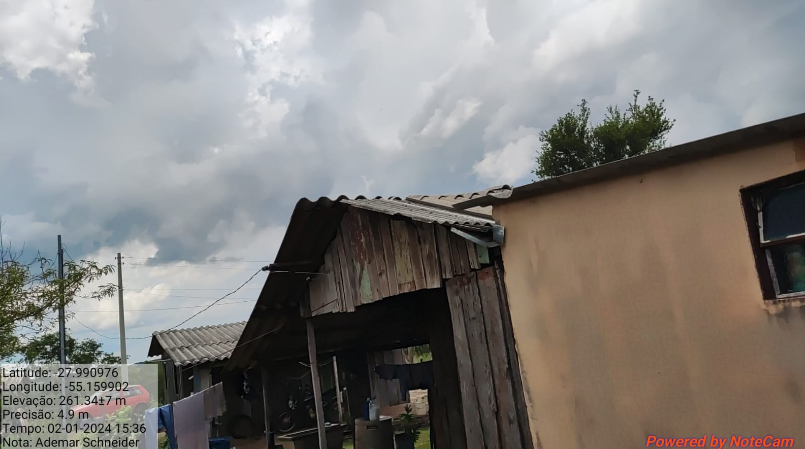 Latitude: -27.990976
Longitude: -55.159902
Elevação: 261.34±7 m
Precisão: 4.9 m
Tempo: 02-01-2024 15:36
Nota: Ademar Schneider
Powered by NoteCam